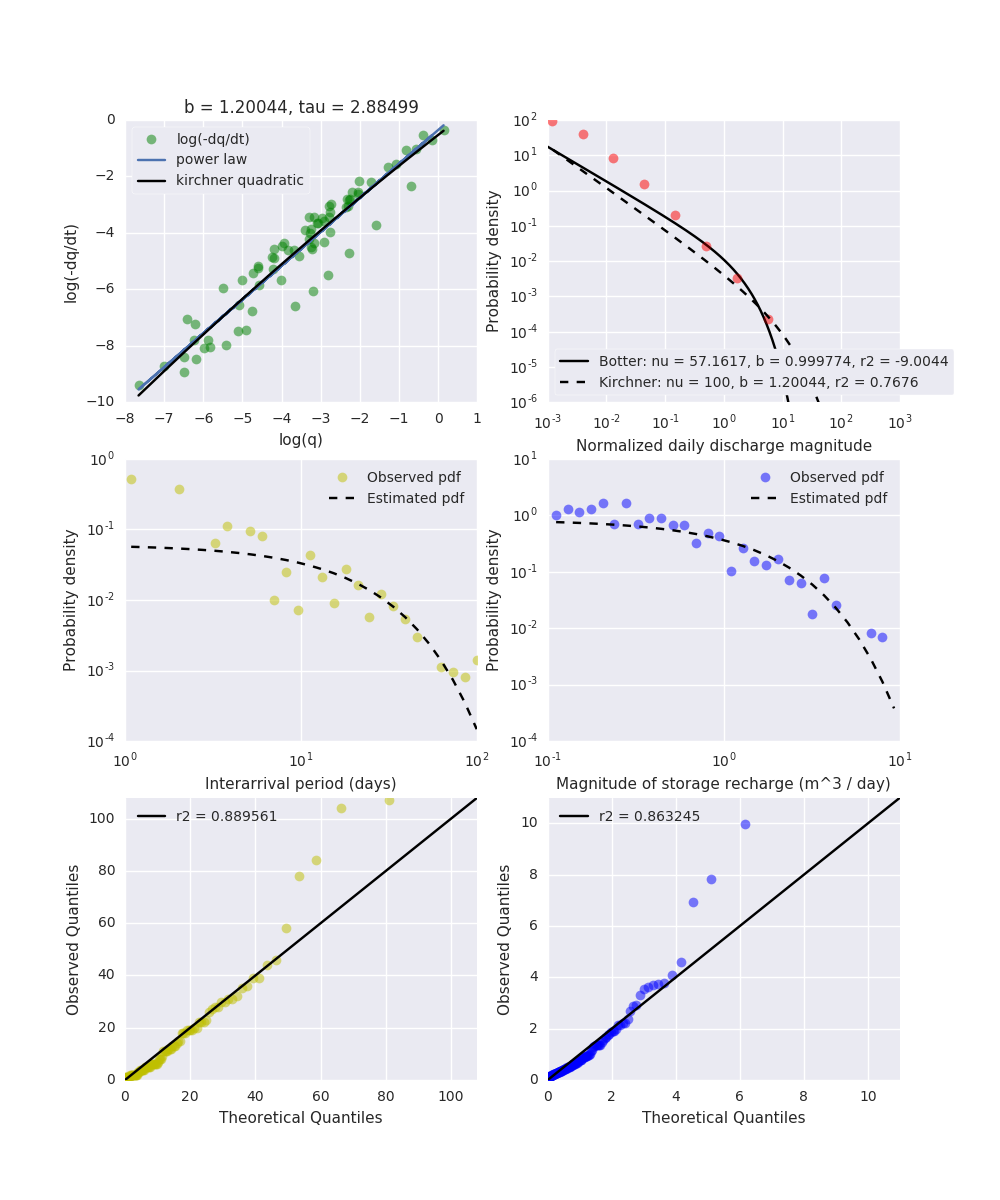 b = 1.20044, tau = 2.88499
0
−2
−4
−6
−8
−10
log(-dq/dt)
log(-dq/dt)
power law
kirchner quadratic
−8 −7 −6 −5 −4 −3 −2 −1 0 1
log(q)
10^2
10^1
10^0
10^-1
10^-2
10^-3
10^-4
10^-5
10^-6
Probability density
Botter: nu = 57.1617, b = 0.999774, r2 = -9.0044
Kirchner: nu = 100, b = 1.20044, r2 = 0.7676
10^-3 10^-2 10^-1 10^0 10^1 10^2 10^3
Normalized daily discharge magnitude
10^0
10^-1
10^-2
10^-3
10^-4
Probability density
Observed pdf
Estimated pdf
10^0 10^1 10^2
Interarrival period (days)
10^1
10^0
10^-1
10^-2
10^-3
10^-4
Probability density
Observed pdf
Estimated pdf
10^-1 10^0 10^1
Magnitude of storage recharge (m^3 / day)
100
80
60
40
20
0
Observed Quantiles
r2 = 0.889561
0 20 40 60 80 100
Theoretical Quantiles
10
8
6
4
2
0
Observed Quantiles
r2 = 0.863245
0 2 4 6 8 10
Theoretical Quantiles